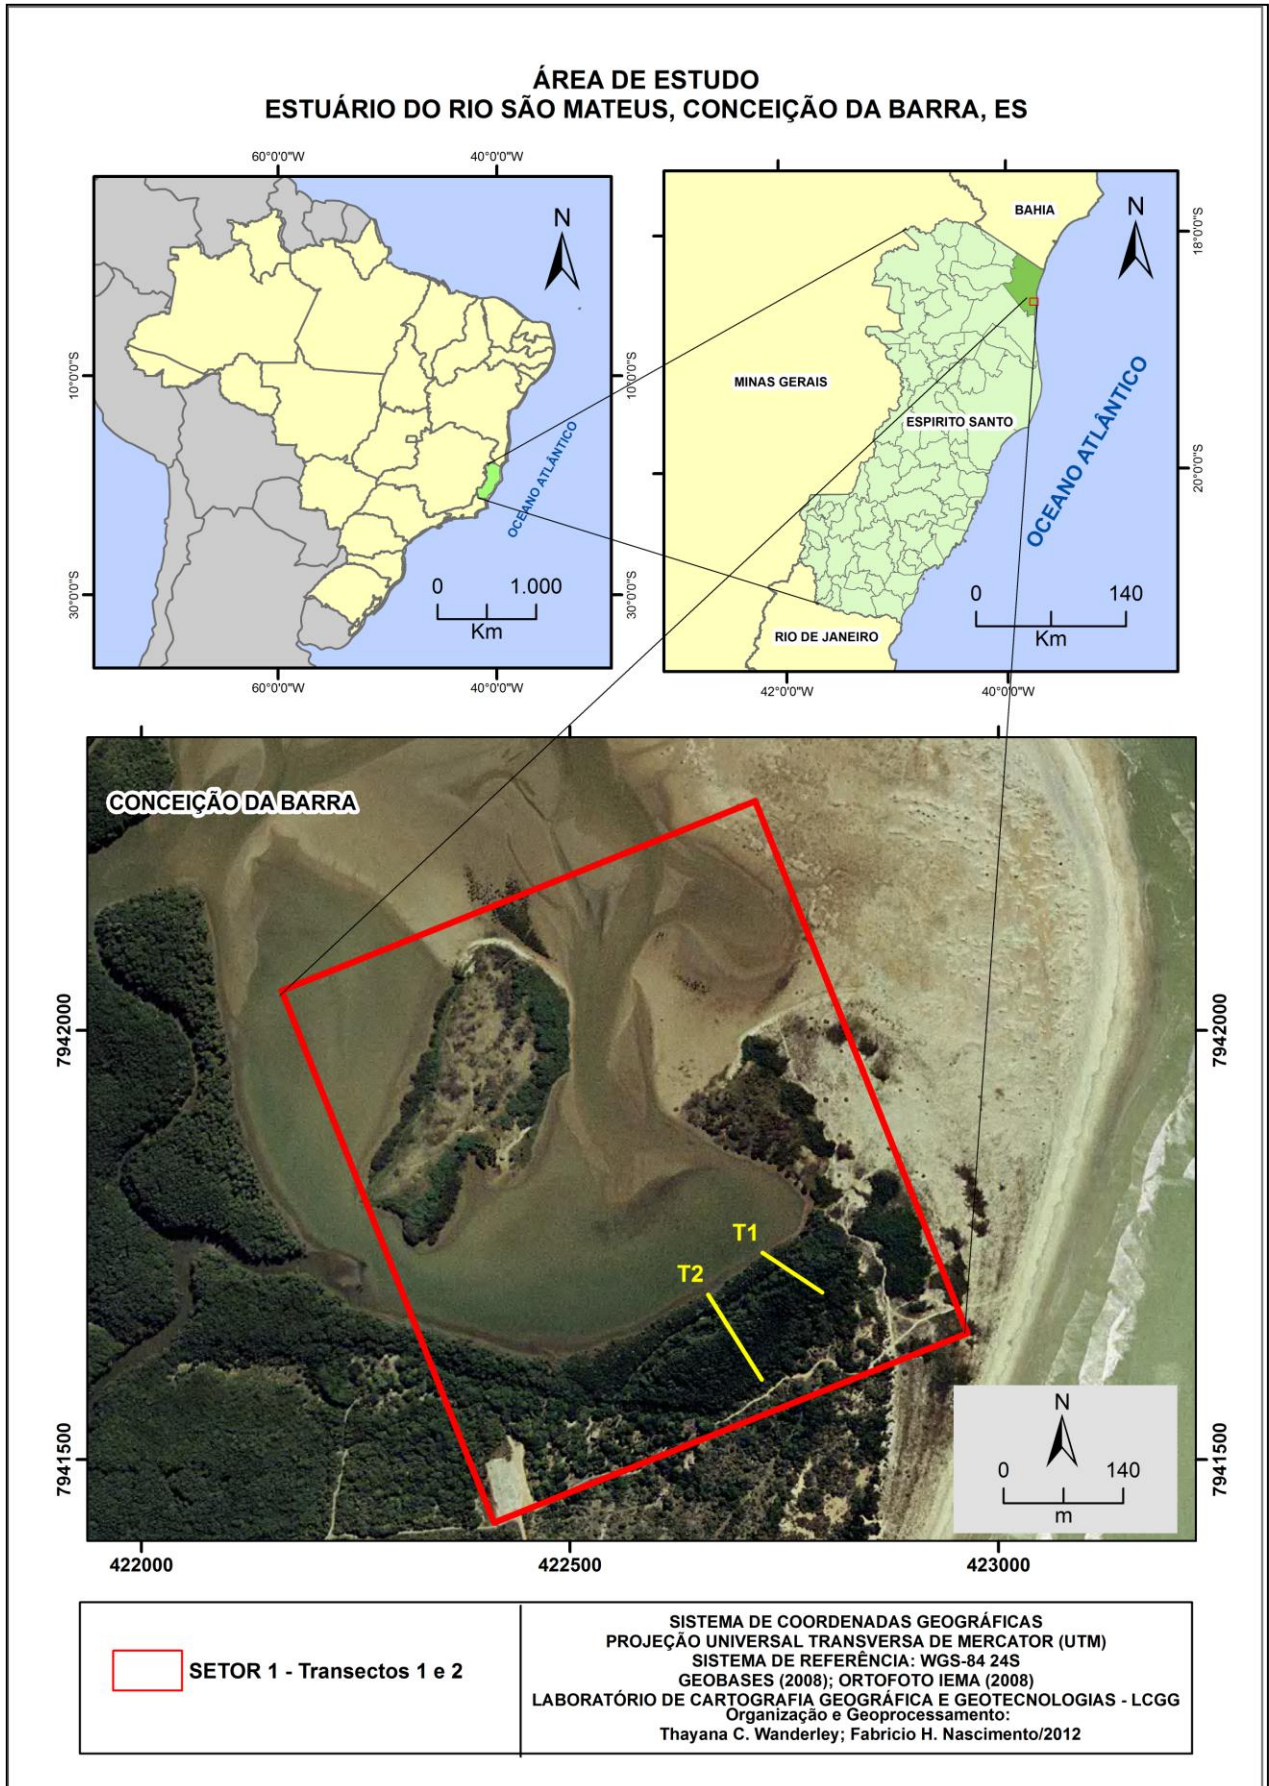 ÁREA DE ESTUDO
ESTUÁRIO DO RIO SÃO MATEUS, CONCEIÇÃO DA BARRA, ES
60°0'0"W
40°0'0"W
N
10°0'0"S
30°0'0"S
OCEANO ATLÂNTICO
0 1.000
Km
10°0'0"S
30°0'0"S
60°0'0"W
40°0'0"W
BAHIA
N
18°0'0"S
MINAS GERAIS
ESPIRITO SANTO
OCEANO ATLÂNTICO
20°0'0"S
0 140
Km
RIO DE JANEIRO
42°0'0"W
40°0'0"W
CONCEIÇÃO DA BARRA
7942000
7942000
T1
T2
N
0 140
m
7941500
7941500
422000
422500
423000
SETOR 1 - Transectos 1 e 2
SISTEMA DE COORDENADAS GEOGRÁFICAS
PROJEÇÃO UNIVERSAL TRANSVERSA DE MERCATOR (UTM)
SISTEMA DE REFERÊNCIA: WGS-84 24S
GEOBASES (2008); ORTOFOTO IEMA (2008)
LABORATÓRIO DE CARTOGRAFIA GEOGRÁFICA E GEOTECNOLOGIAS - LCGG
Organização e Geoprocessamento:
Thayana C. Wanderley; Fabricio H. Nascimento/2012